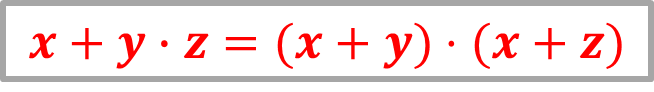 x + y · z = (x + y) · (x + z)